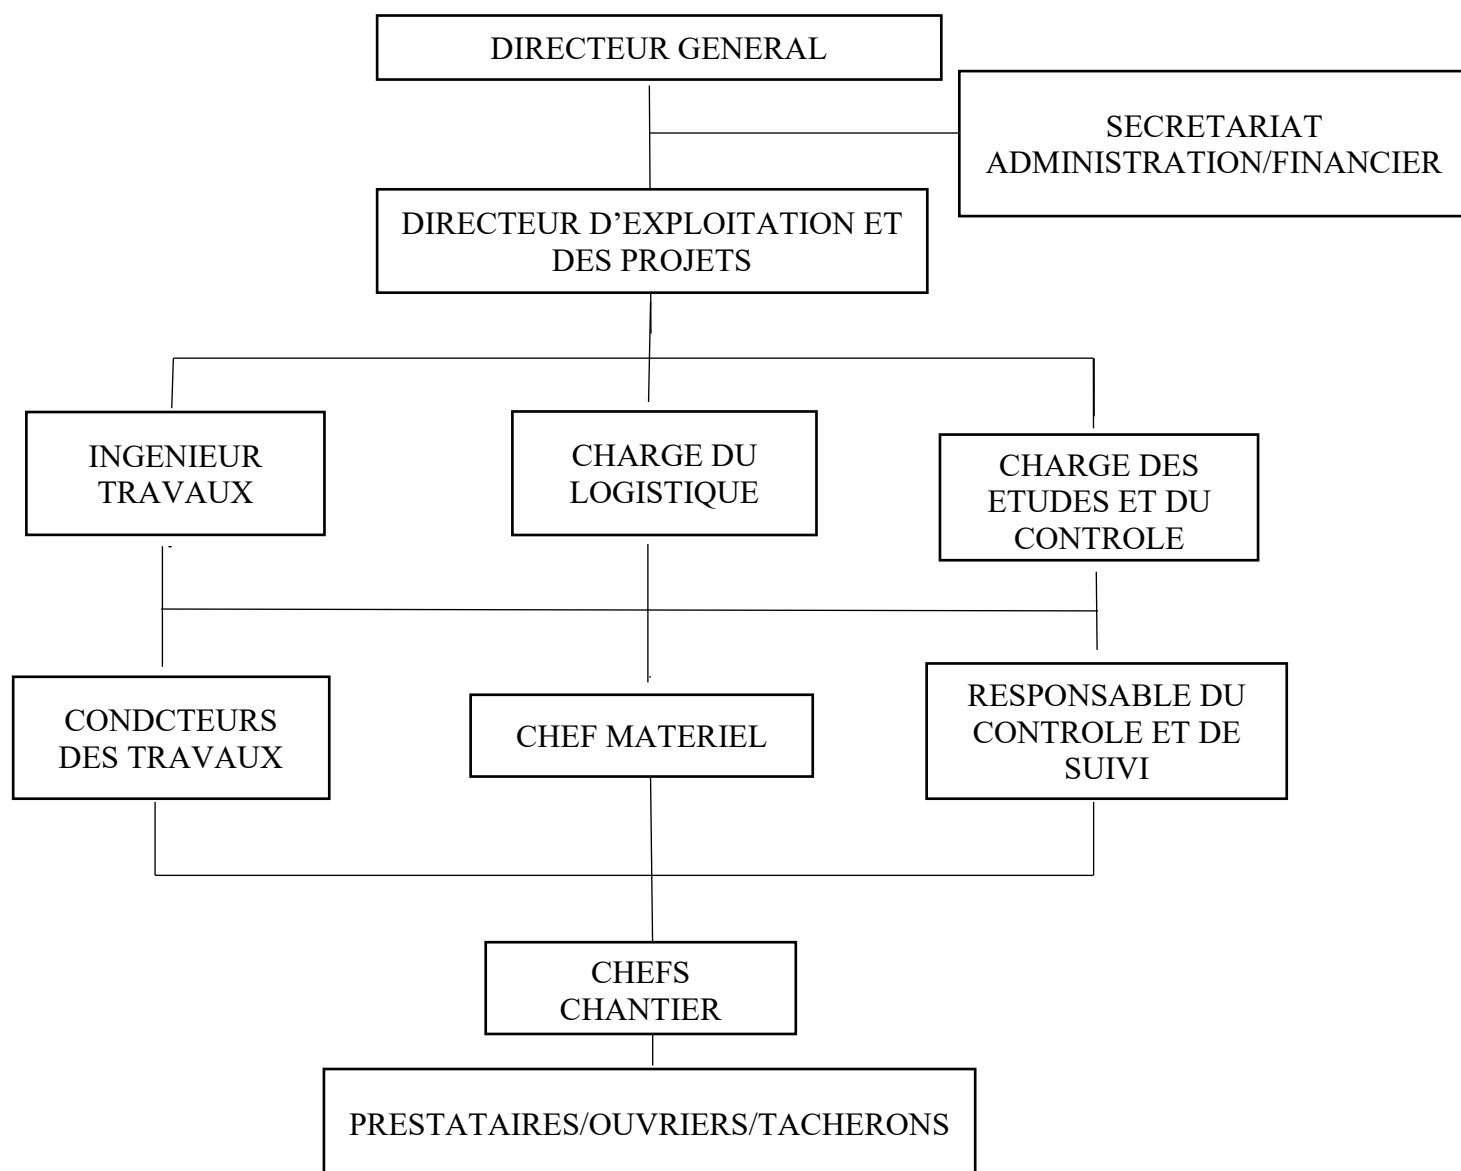 DIRECTEUR GENERAL
SECRETARIAT
ADMINISTRATION/FINANCIER
DIRECTEUR D’EXPLOITATION ET
DES PROJETS
INGENIEUR
TRAVAUX
CHARGE DU
LOGISTIQUE
CHARGE DES
ETUDES ET DU
CONTROLE
CONDCTEURS
DES TRAVAUX
CHEF MATERIEL
RESPONSABLE DU
CONTROLE ET DE
SUIVI
CHEFS
CHANTIER
PRESTATAIRES/OUVRIERS/TACHERONS